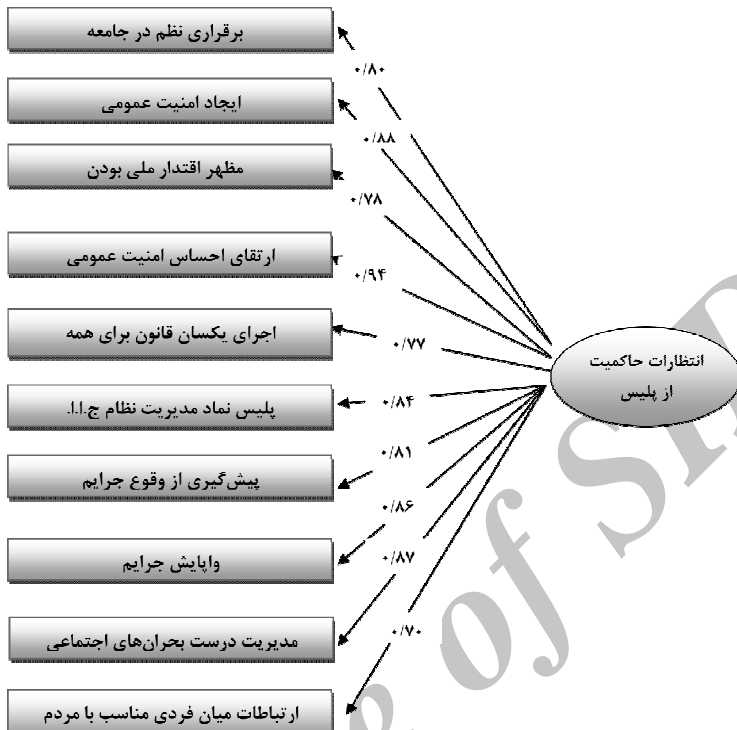 برقراری نظم در جامعه
۰/۸۰
ایجاد امنیت عمومی
۰/۸۸
مظهر اقتدار ملی بودن
۰/۷۸
ارتقای احساس امنیت عمومی
۰/۹۴
اجرای یکسان قانون برای همه
۰/۷۷
انتظارات حاکمیت
از پلیس
پلیس نماد مدیریت نظام ج.ا.ا.
۰/۸۴
پیش‌گیری از وقوع جرایم
۰/۸۱
واپایش جرایم
۰/۸۶
مدیریت درست بحران‌های اجتماعی
۰/۸۷
ارتباطات میان فردی مناسب با مردم
۰/۷۰
of SID